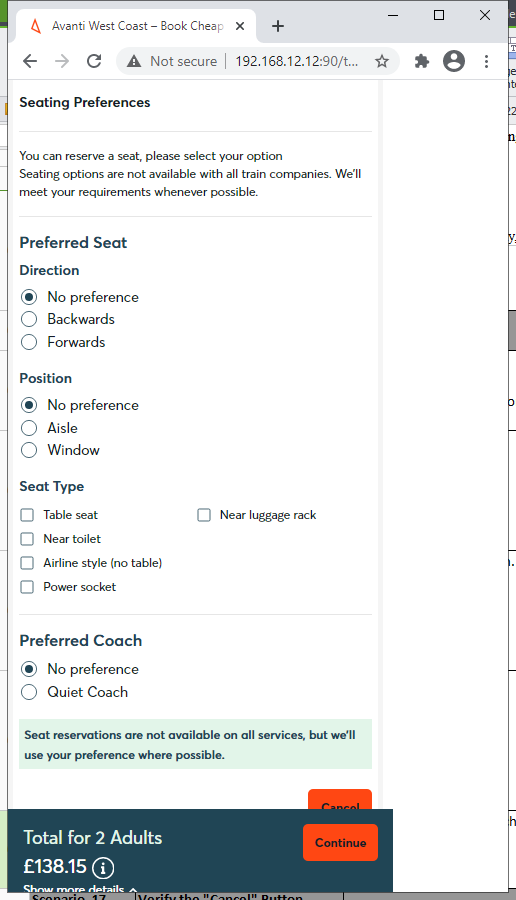 Avanti West Coast – Book Cheap
Not secure
192.168.12.12:90/t...
Seating Preferences
You can reserve a seat, please select your option
Seating options are not available with all train companies. We'll
meet your requirements whenever possible.
Preferred Seat
Direction
No preference
Backwards
Forwards
Position
No preference
Aisle
Window
Seat Type
Table seat
Near luggage rack
Near toilet
Airline style (no table)
Power socket
Preferred Coach
No preference
Quiet Coach
Seat reservations are not available on all services, but we'll
use your preference where possible.
Cancel
Total for 2 Adults
Continue
£138.15
Show more details
Scenario 17
Verify the "Cancel" Button